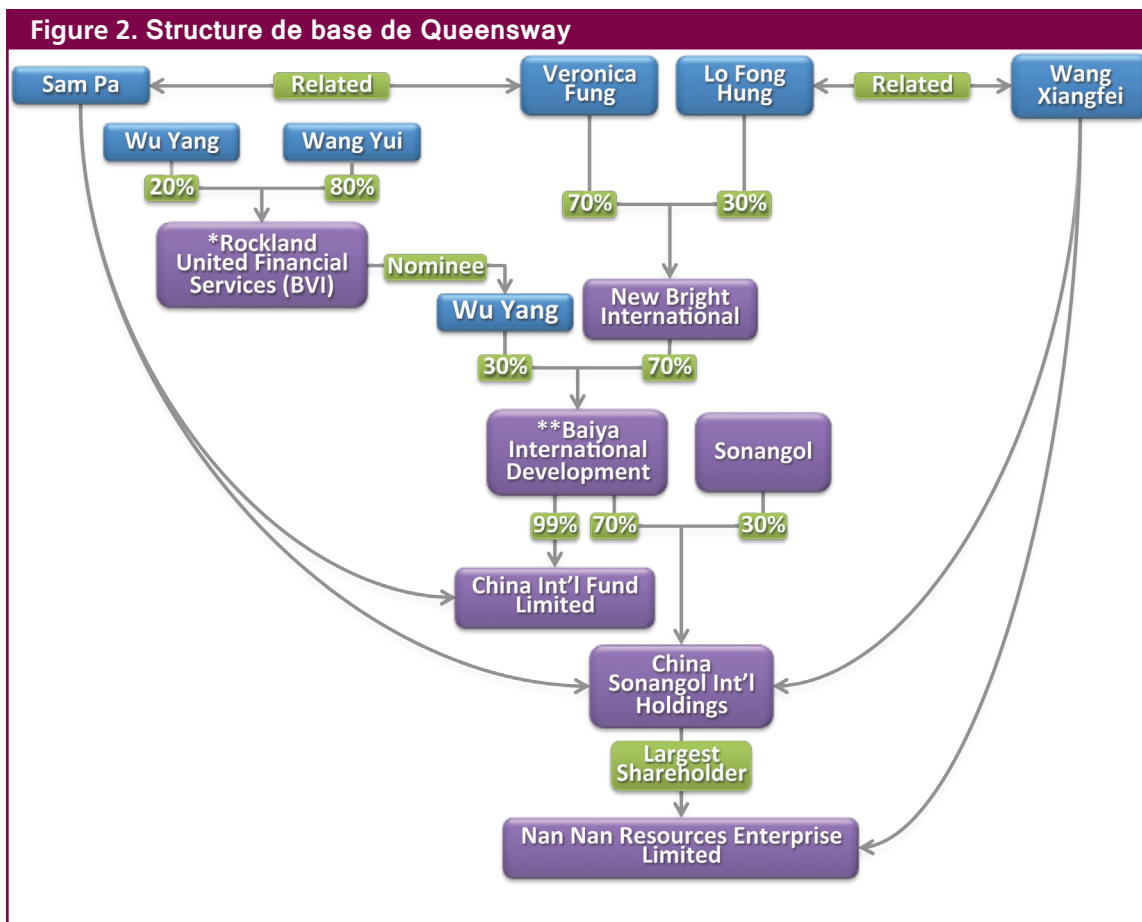 Figure 2. Structure de base de Queensway
Sam Pa
Related
Veronica
Fung
Lo Fong
Hung
Related
Wang
Xiangfei
Wu Yang
Wang Yui
20%
80%
70%
30%
*Rockland
United Financial
Services (BVI)
Nominee
Wu Yang
New Bright
International
30%
70%
**Baiya
International
Development
Sonangol
99%
70%
30%
China Int'l Fund
Limited
China
Sonangol Int'l
Holdings
Largest
Shareholder
Nan Nan Resources Enterprise
Limited